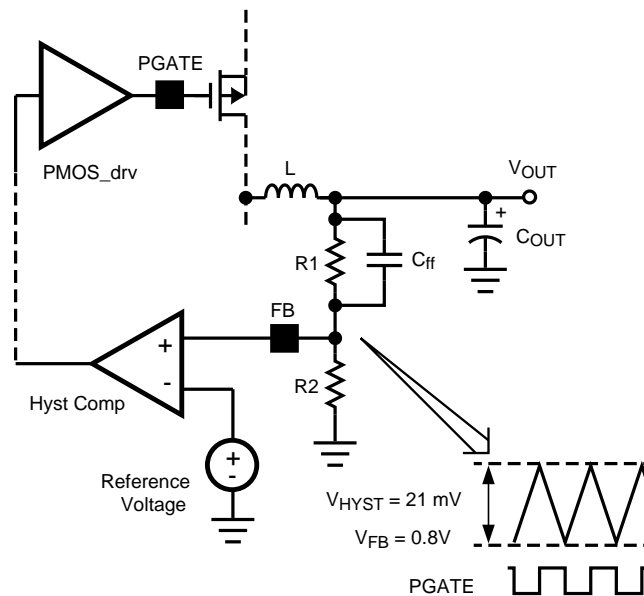 PGATE
PMOS_drv
L
VOUT
+
COUT
R1
Cff
FB
+
-
R2
Hyst Comp
+
-
Reference
Voltage
VHYST = 21 mV
VFB = 0.8V
PGATE